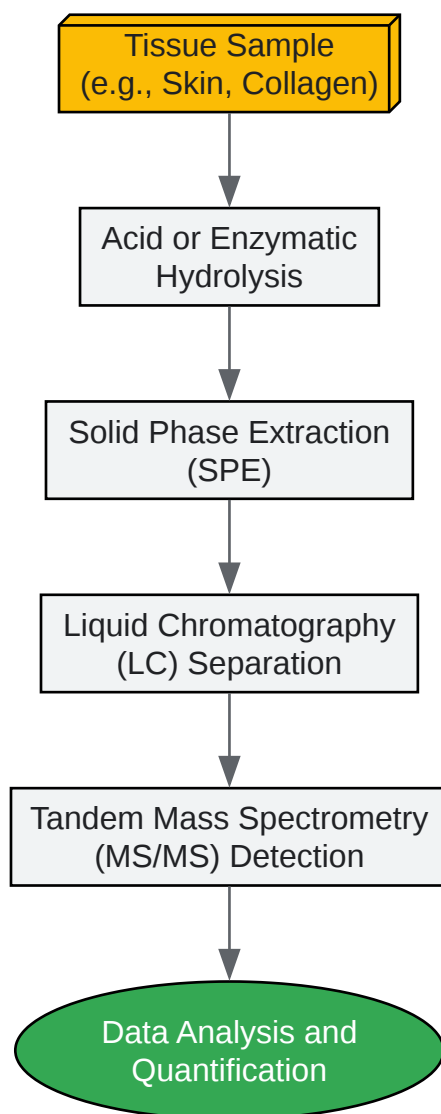 Tissue Sample
(e.g., Skin, Collagen)
Acid or Enzymatic
Hydrolysis
Solid Phase Extraction
(SPE)
Liquid Chromatography
(LC) Separation
Tandem Mass Spectrometry
(MS/MS) Detection
Data Analysis and
Quantification